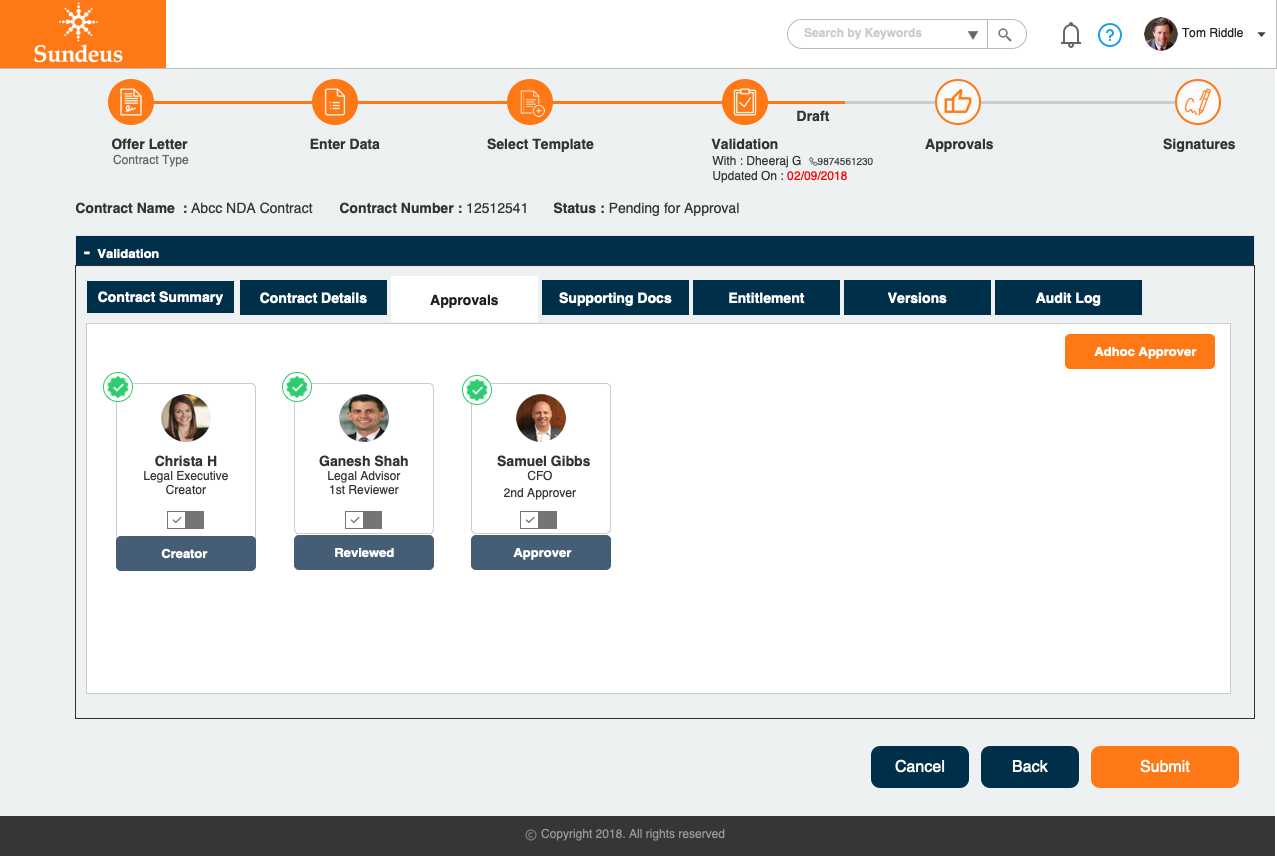 Sundeus
Search by Keywords
?
Tom Riddle
Draft
Offer Letter
Contract Type
Enter Data
Select Template
Validation
With : Dheeraj G 9874561230
Updated On : 02/09/2018
Approvals
Signatures
Contract Name : Abcc NDA Contract Contract Number : 12512541 Status : Pending for Approval
- Validation
Contract Summary Contract Details Approvals Supporting Docs Entitlement Versions Audit Log
Adhoc Approver
Christa H
Legal Executive
Creator
Creator
Ganesh Shah
Legal Advisor
1st Reviewer
Reviewed
Samuel Gibbs
CFO
2nd Approver
Approver
Cancel Back Submit
© Copyright 2018. All rights reserved